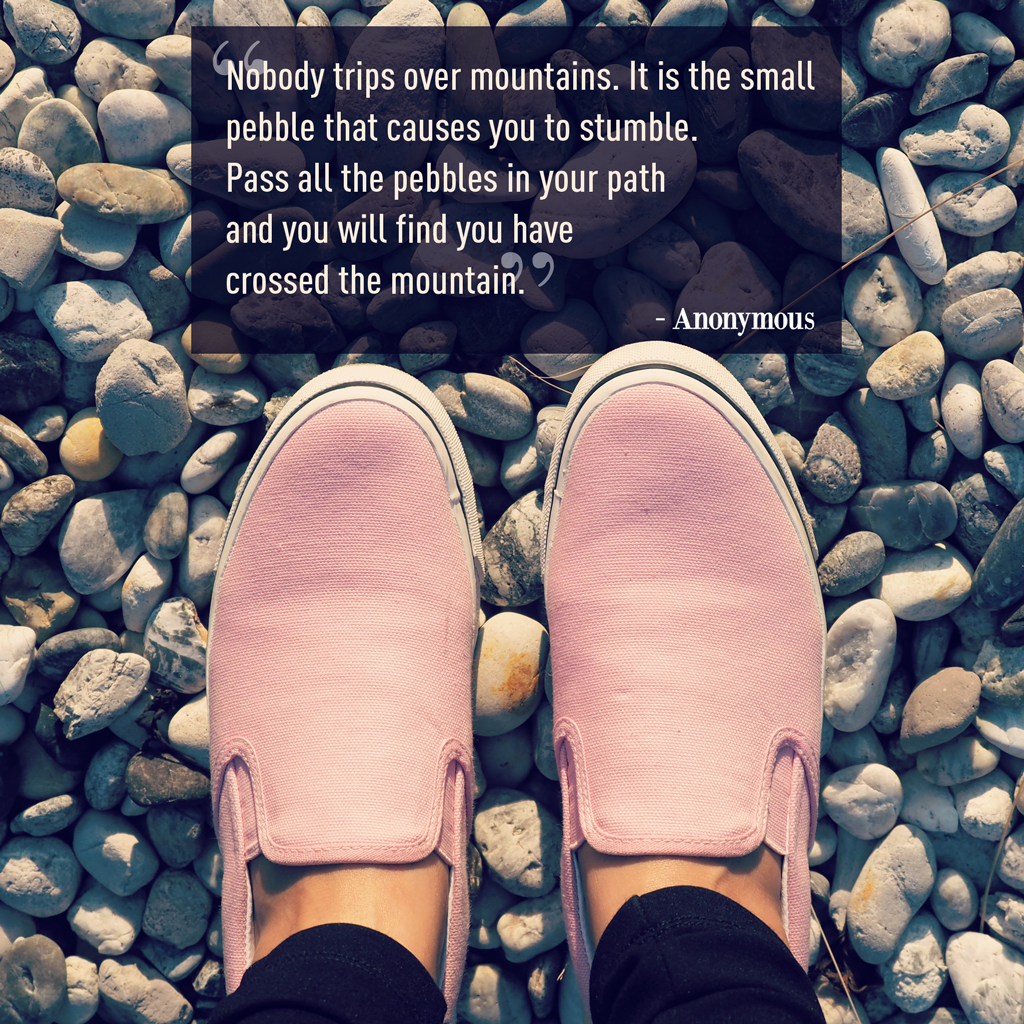 “Nobody trips over mountains. It is the small
pebble that causes you to stumble.
Pass all the pebbles in your path
and you will find you have
crossed the mountain.”
- Anonymous